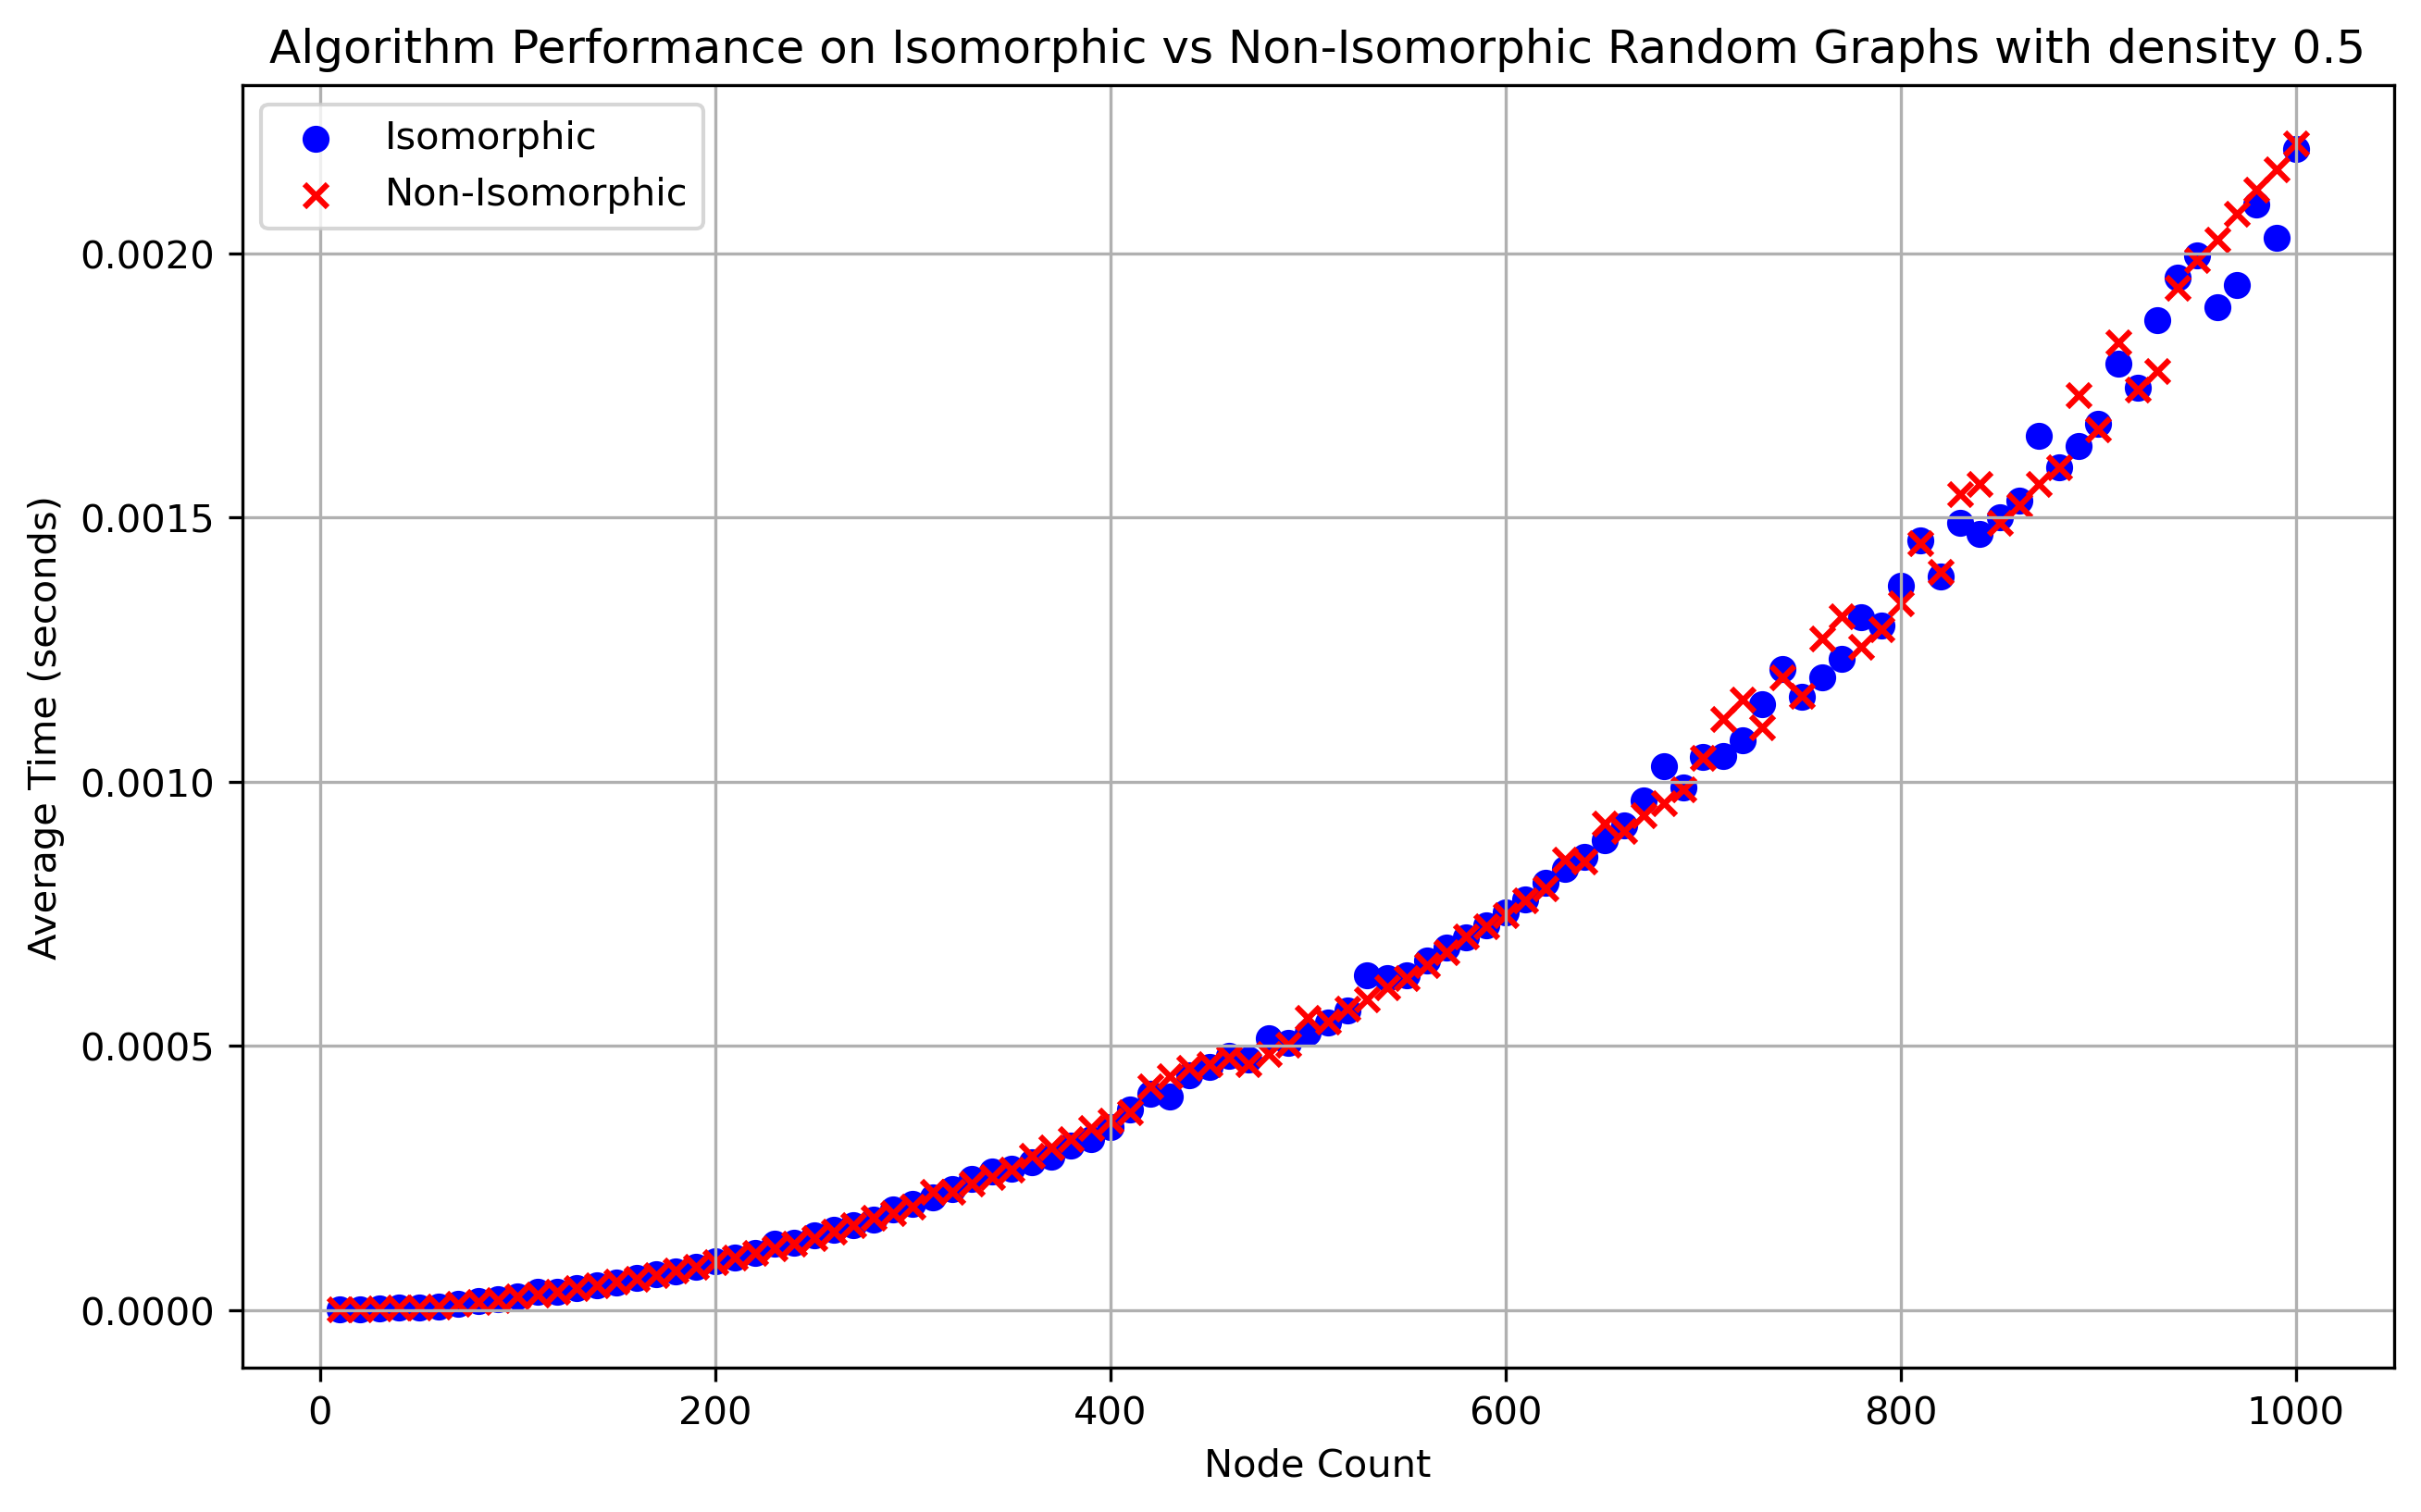 Algorithm Performance on Isomorphic vs Non-Isomorphic Random Graphs with density 0.5
Isomorphic
Non-Isomorphic
Average Time (seconds)
0.0020
0.0015
0.0010
0.0005
0.0000
0 200 400 600 800 1000
Node Count